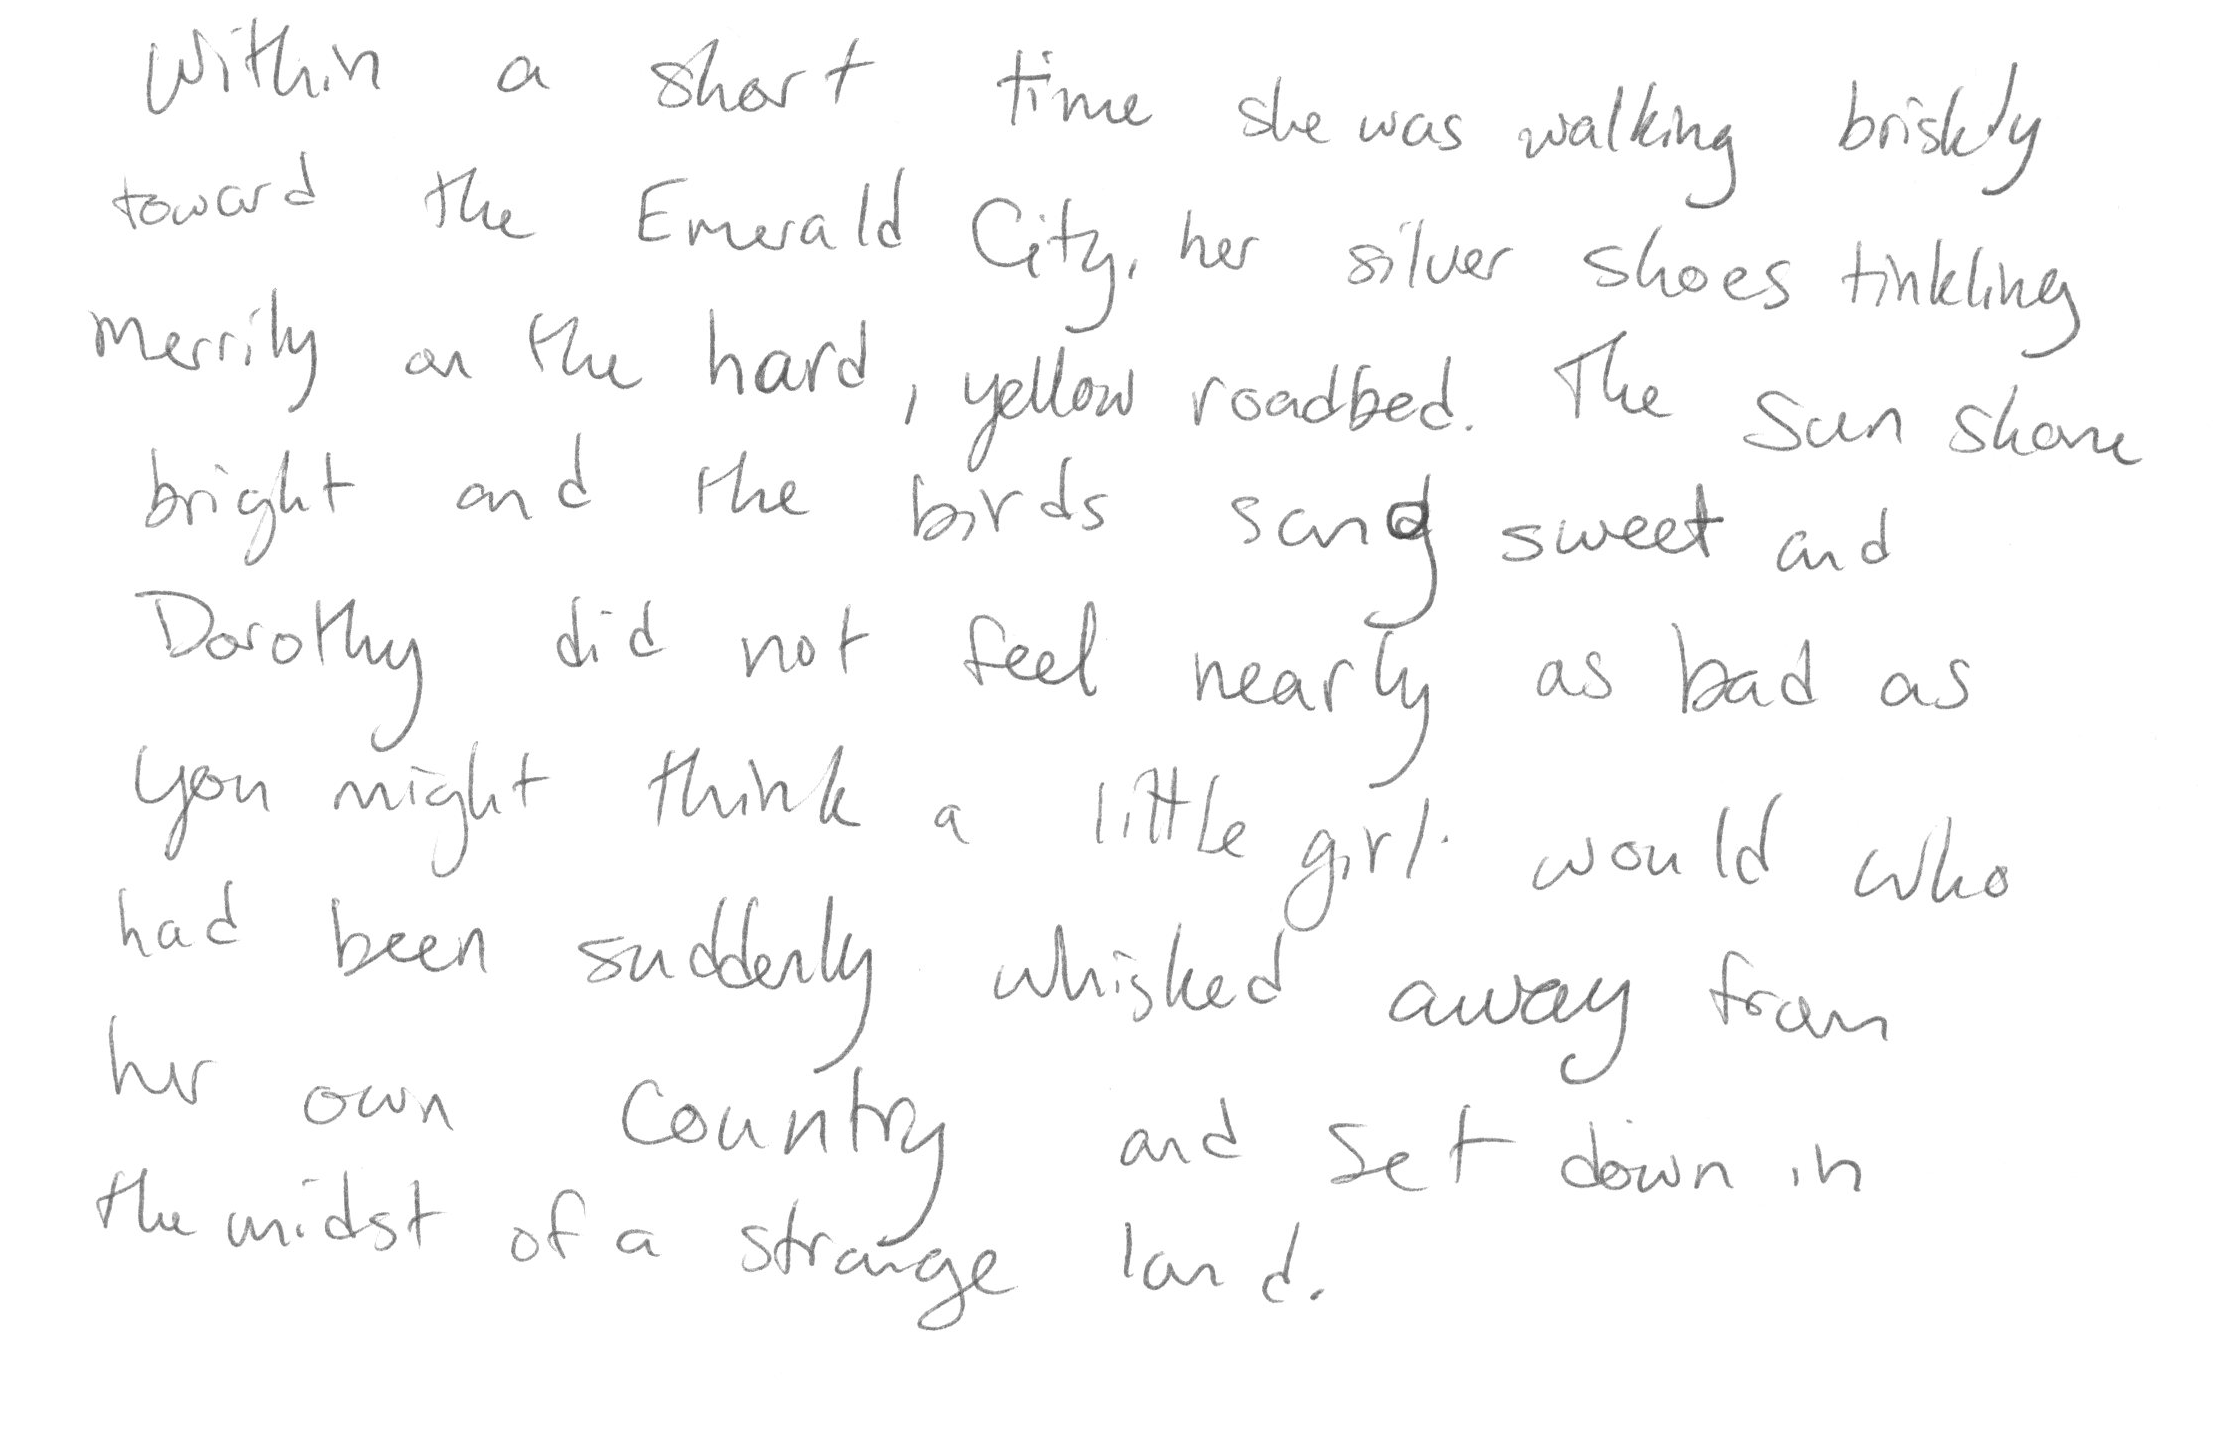 Within a short time she was walking briskly
toward the Emerald City, her silver shoes tinkling
merrily on the hard, yellow roadbed. The sun shone
bright and the birds sang sweet and
Dorothy did not feel nearly as bad as
you might think a little girl would who
had been suddenly whisked away from
her own country and set down in
the midst of a strange land.